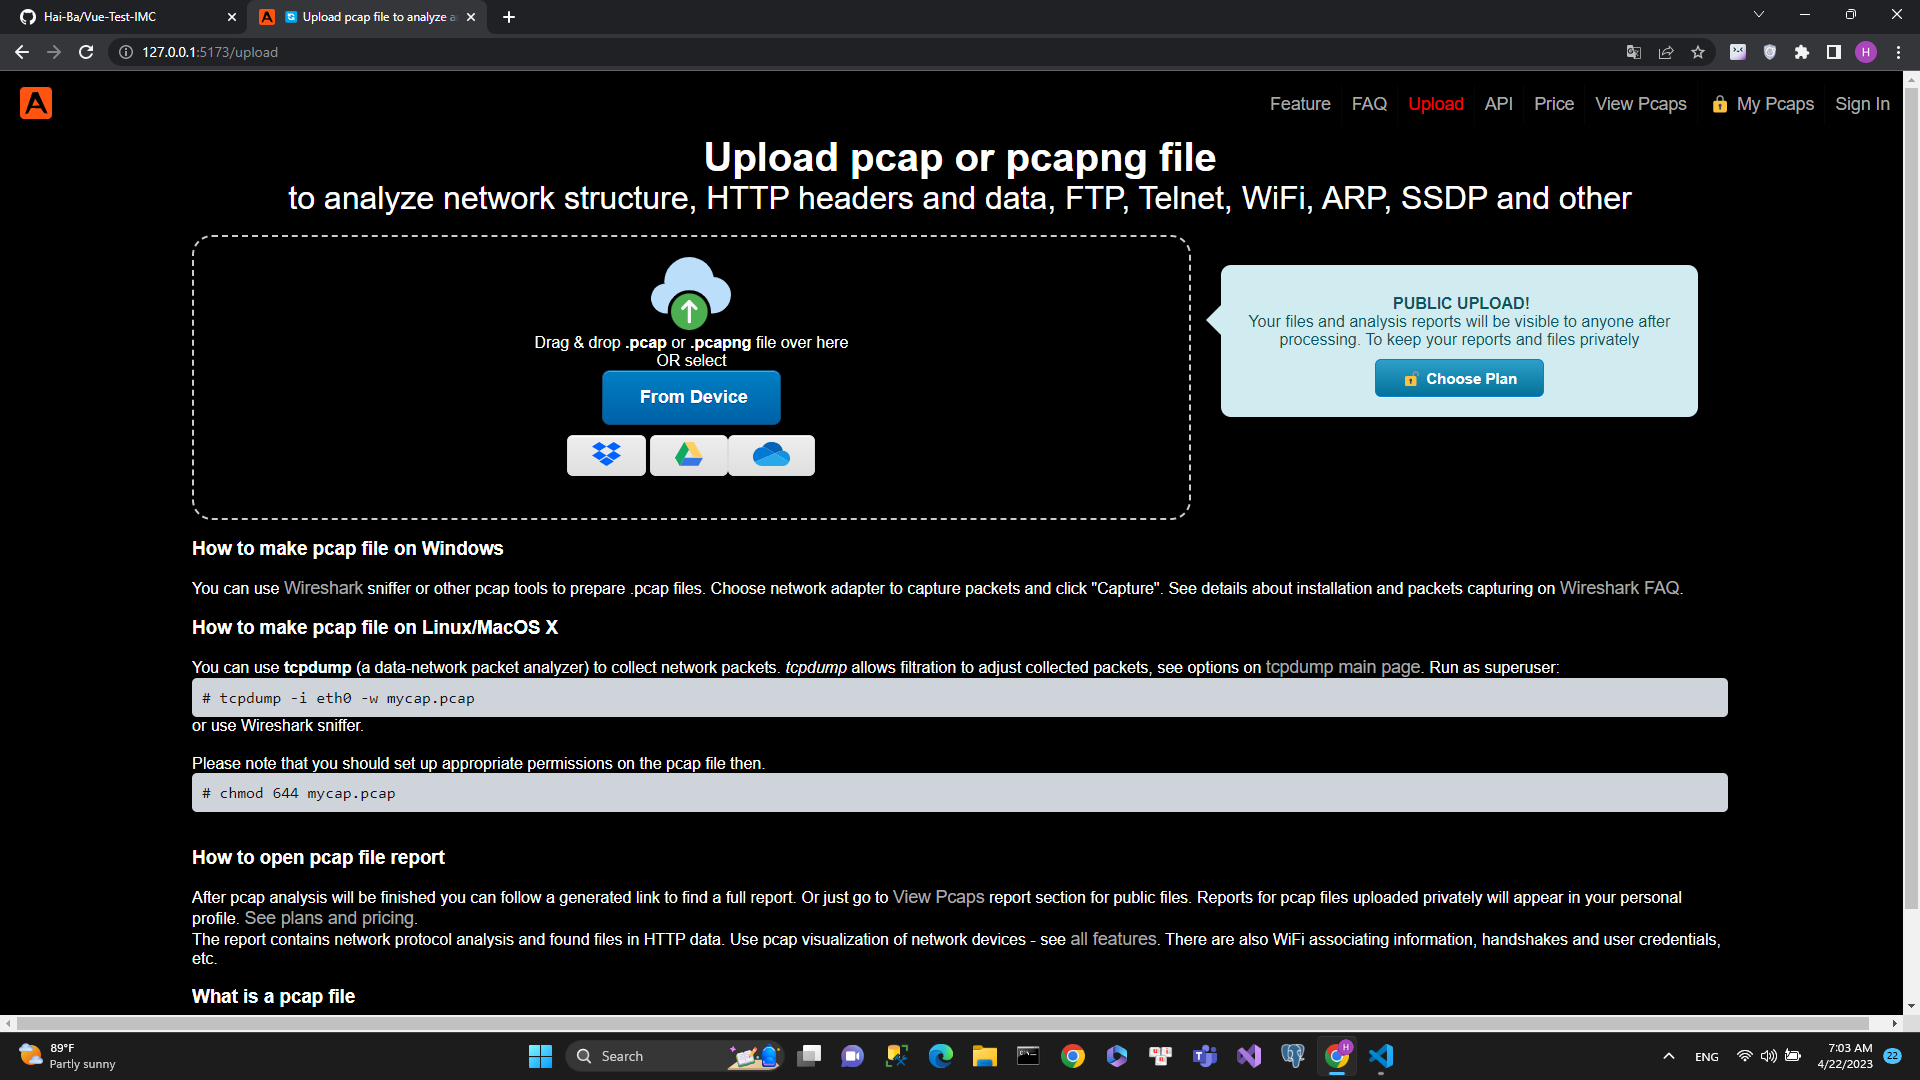 Hai-Ba/Vue-Test-IMC
Upload pcap file to analyze a
127.0.0.1:5173/upload
H
A
Feature
FAQ
Upload
API
Price
View Pcaps
My Pcaps
Sign In
Upload pcap or pcapng file
to analyze network structure, HTTP headers and data, FTP, Telnet, WiFi, ARP, SSDP and other
Drag & drop .pcap or .pcapng file over here
OR select
From Device
PUBLIC UPLOAD!
Your files and analysis reports will be visible to anyone after
processing. To keep your reports and files privately
Choose Plan
How to make pcap file on Windows
You can use Wireshark sniffer or other pcap tools to prepare .pcap files. Choose network adapter to capture packets and click "Capture". See details about installation and packets capturing on Wireshark FAQ.
How to make pcap file on Linux/MacOS X
You can use tcpdump (a data-network packet analyzer) to collect network packets. tcpdump allows filtration to adjust collected packets, see options on tcpdump main page. Run as superuser:
# tcpdump -i eth0 -w mycap.pcap
or use Wireshark sniffer.
Please note that you should set up appropriate permissions on the pcap file then.
# chmod 644 mycap.pcap
How to open pcap file report
After pcap analysis will be finished you can follow a generated link to find a full report. Or just go to View Pcaps report section for public files. Reports for pcap files uploaded privately will appear in your personal
profile. See plans and pricing.
The report contains network protocol analysis and found files in HTTP data. Use pcap visualization of network devices - see all features. There are also WiFi associating information, handshakes and user credentials,
etc.
What is a pcap file
89°F
Partly sunny
Search
H
ENG
7:03 AM
4/22/2023
22